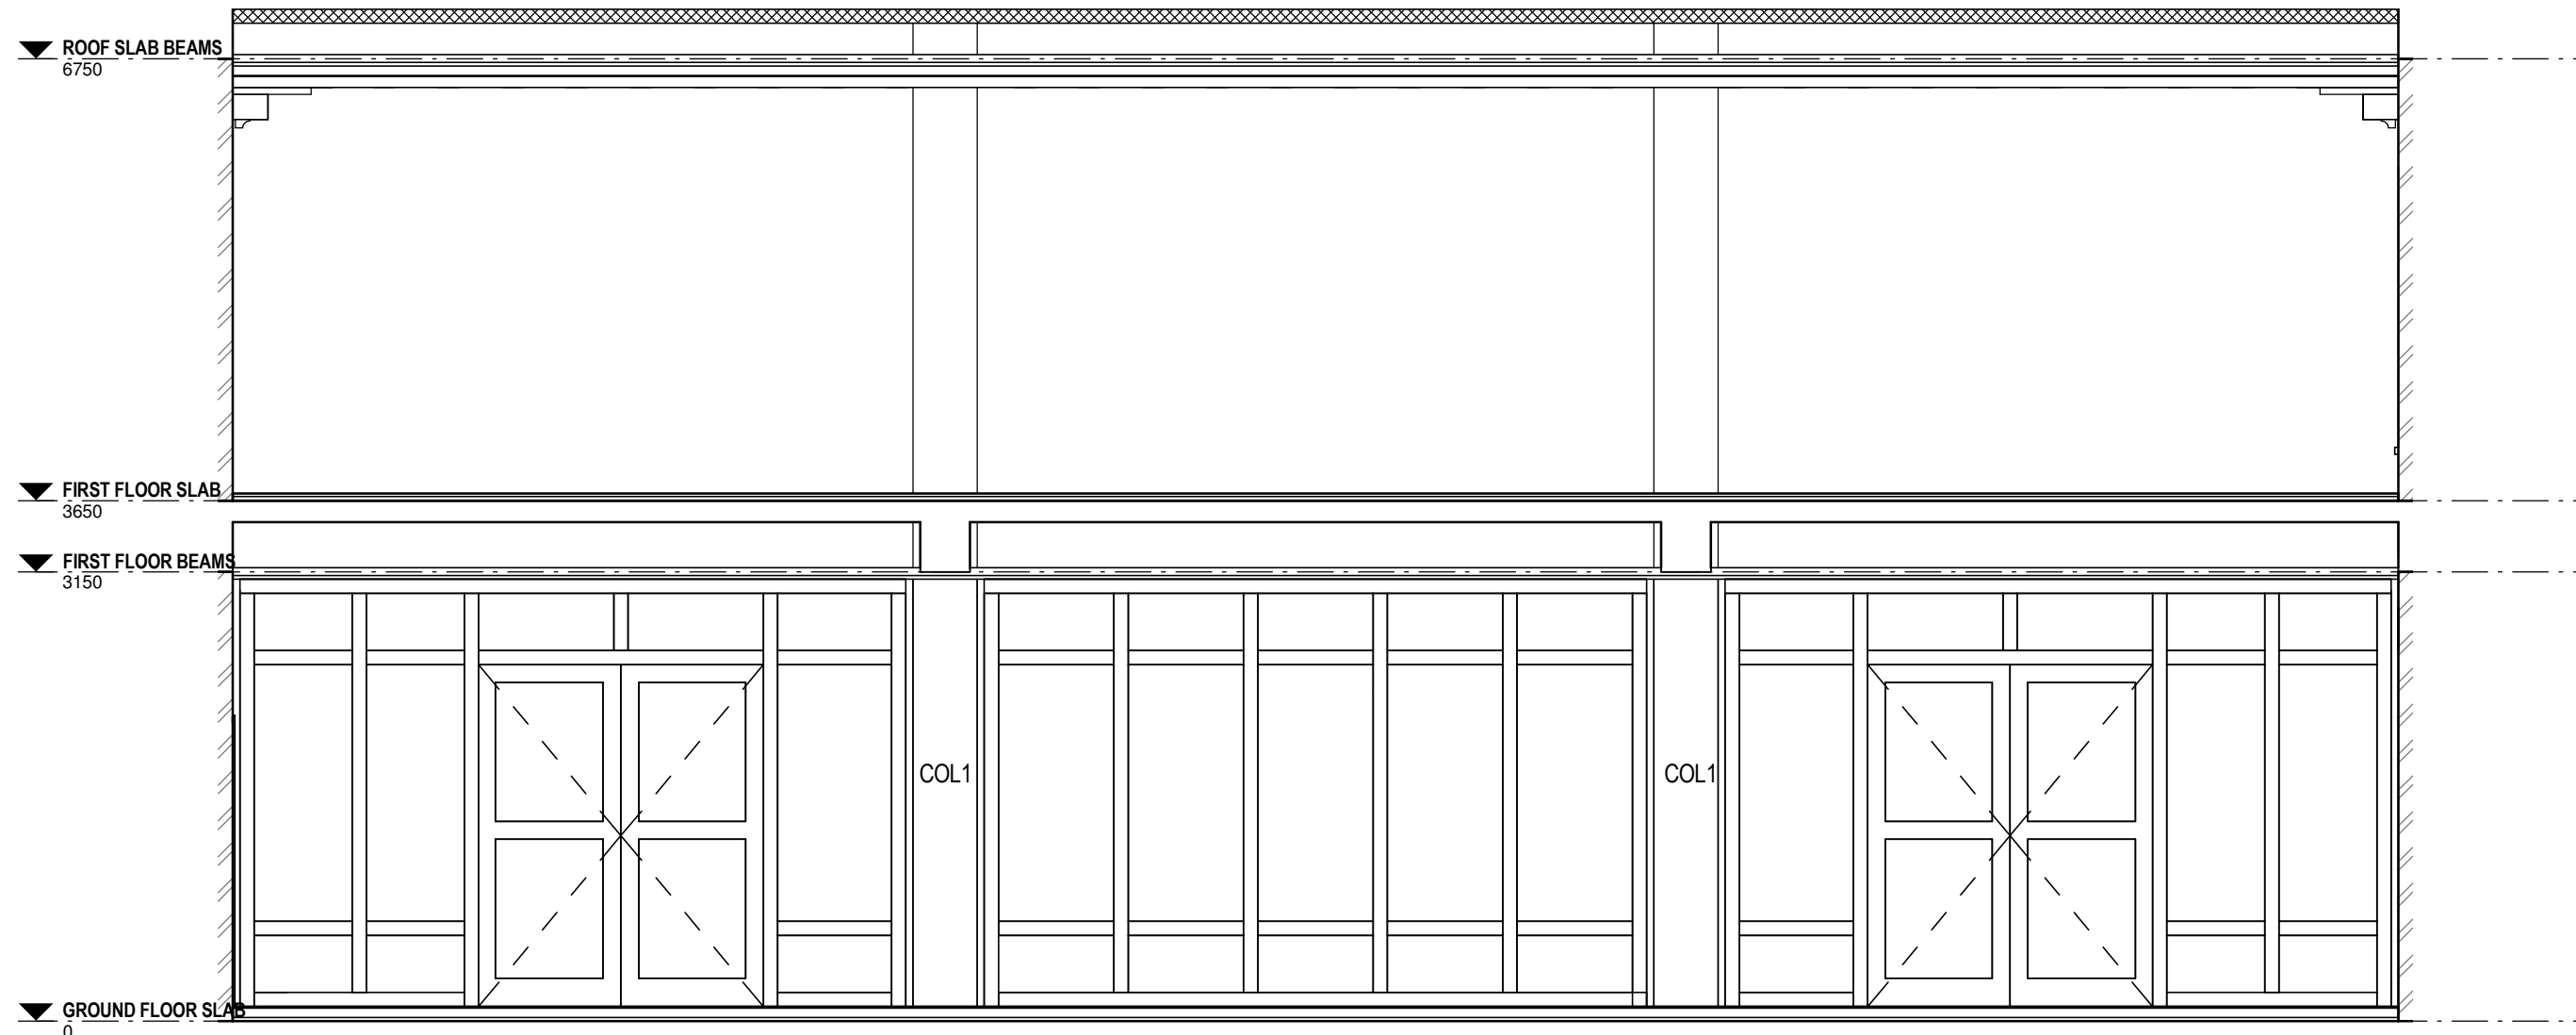 ROOF SLAB BEAMS
6750
FIRST FLOOR SLAB
3650
FIRST FLOOR BEAMS
3150
COL1 COL1
GROUND FLOOR SLAB
0